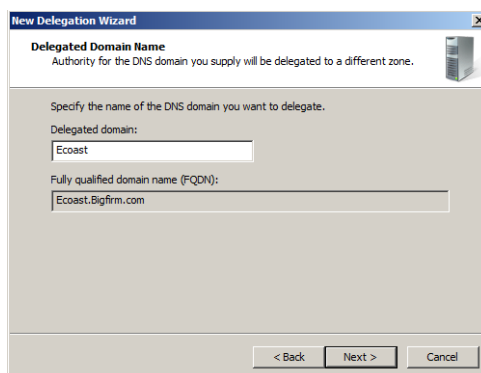 New Delegation Wizard
Delegated Domain Name
Authority for the DNS domain you supply will be delegated to a different zone.
Specify the name of the DNS domain you want to delegate.
Delegated domain:
Ecoast
Fully qualified domain name (FQDN):
Ecoast.Bigfirm.com
< Back Next > Cancel